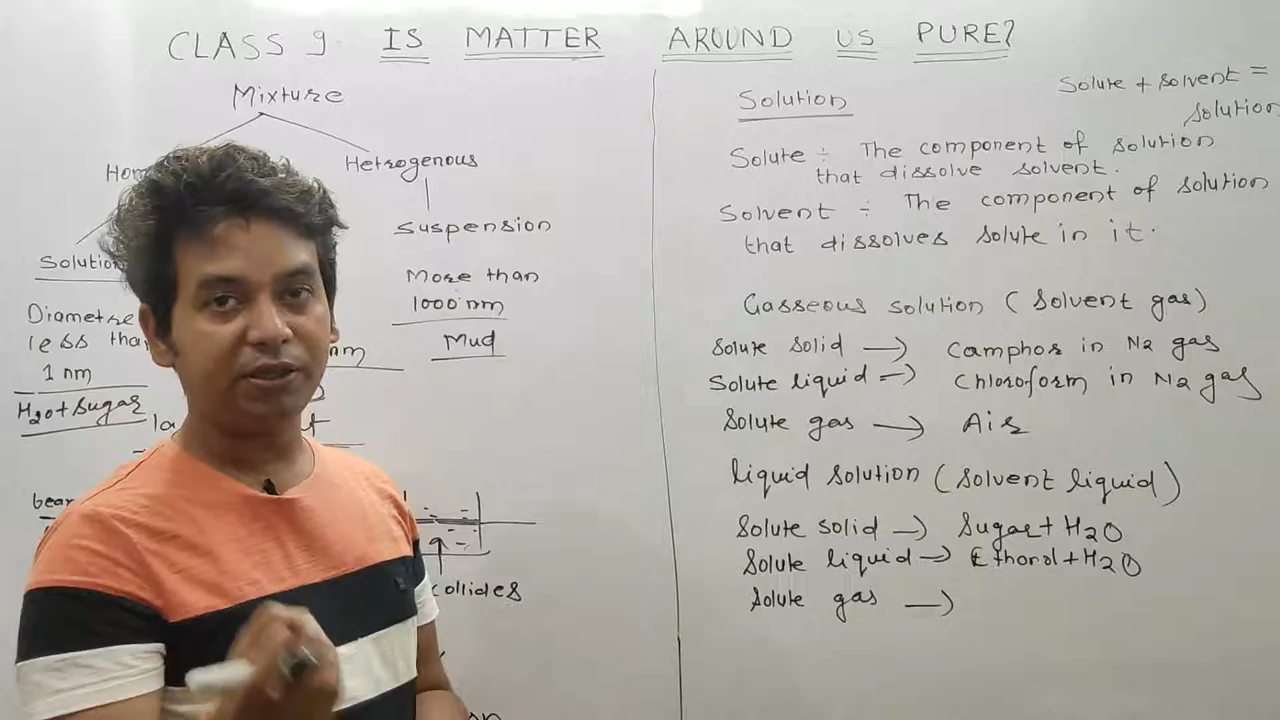 CLASS 9 IS MATTER AROUND US PURE?
Mixture
Hetrogenous
Suspension
More than
1000 nm
Mud
Solution
Diametre
less than
1 nm
H2O + Sugar
nm
collides
Solution
Solute + Solvent =
Solution
Solute ÷ The component of solution
that dissolve solvent.
Solvent ÷ The component of solution
that dissolves solute in it.
Gasseous solution (Solvent gas)
Solute solid → Camphor in N2 gas
Solute liquid → Chloroform in N2 gas
Solute gas → Air
Liquid solution (Solvent liquid)
Solute solid → Sugar + H2O
Solute liquid → Ethonol + H2O
Solute gas →